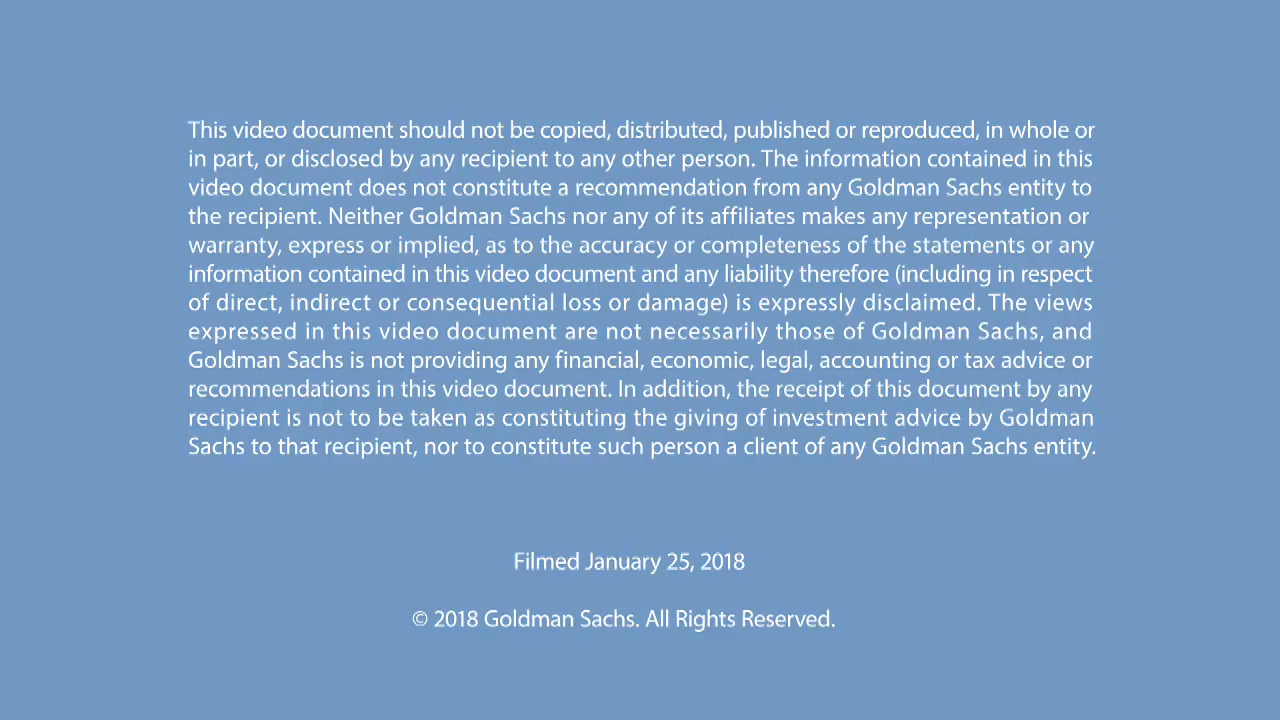 This video document should not be copied, distributed, published or reproduced, in whole or
in part, or disclosed by any recipient to any other person. The information contained in this
video document does not constitute a recommendation from any Goldman Sachs entity to
the recipient. Neither Goldman Sachs nor any of its affiliates makes any representation or
warranty, express or implied, as to the accuracy or completeness of the statements or any
information contained in this video document and any liability therefore (including in respect
of direct, indirect or consequential loss or damage) is expressly disclaimed. The views
expressed in this video document are not necessarily those of Goldman Sachs, and
Goldman Sachs is not providing any financial, economic, legal, accounting or tax advice or
recommendations in this video document. In addition, the receipt of this document by any
recipient is not to be taken as constituting the giving of investment advice by Goldman
Sachs to that recipient, nor to constitute such person a client of any Goldman Sachs entity.
Filmed January 25, 2018
© 2018 Goldman Sachs. All Rights Reserved.